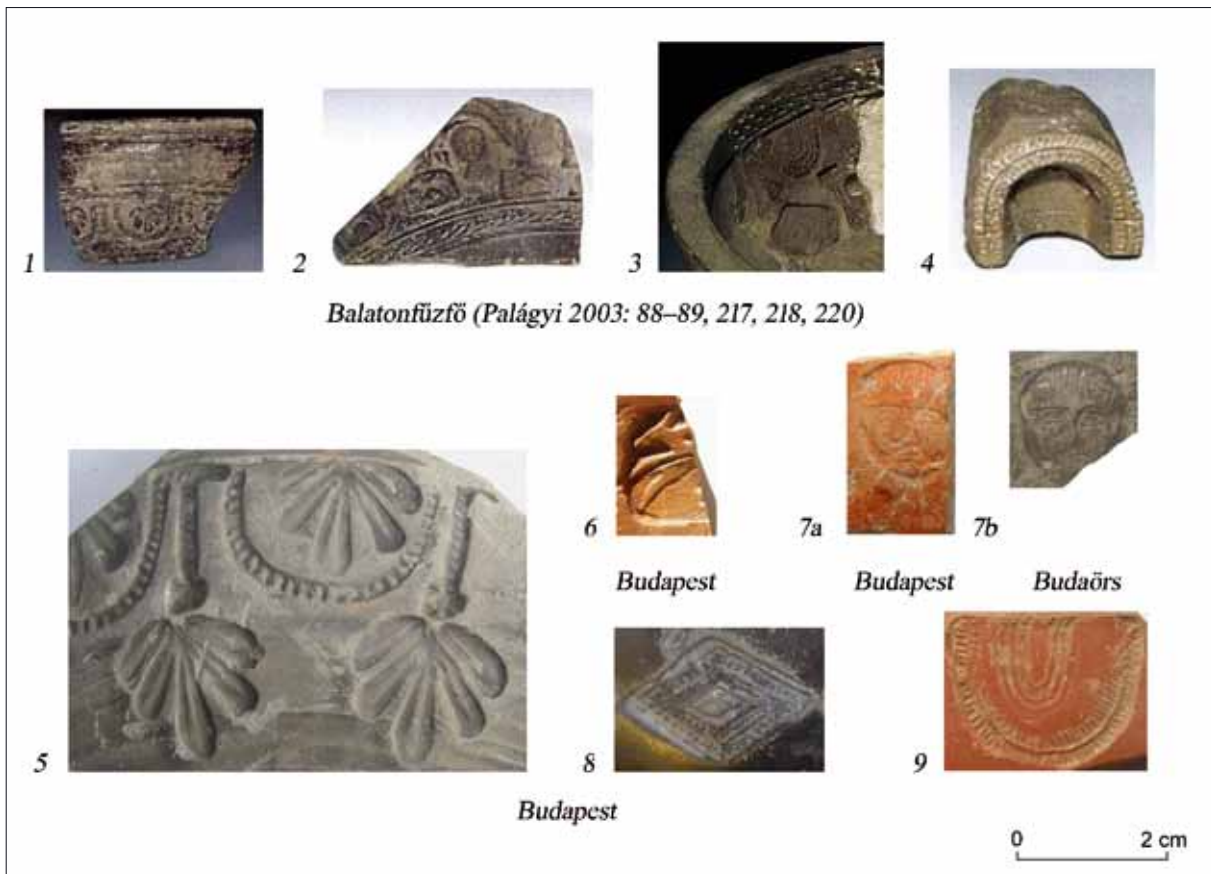 1
2
3
4
Balatonfűzfő (Palágyi 2003: 88–89, 217, 218, 220)
5
6
7a
7b
Budapest
Budapest
Budaörs
8
9
Budapest
0 2 cm